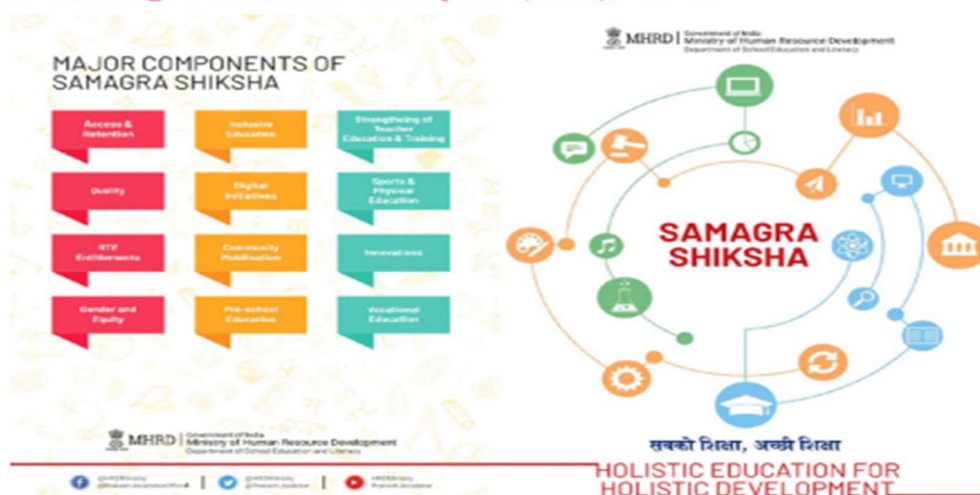 MAJOR COMPONENTS OF
SAMAGRA SHIKSHA
Access &
Retention
Inclusive
Education
Strengthening of
Teacher
Education & Training
Quality
Digital
Initiatives
Sports &
Physical
Education
RTE
Entitlements
Community
Mobilisation
Innovations
Gender and
Equity
Pre-school
Education
Vocational
Education
MHRD
Government of India
Ministry of Human Resource Development
Department of School Education and Literacy
MHRD
Government of India
Ministry of Human Resource Development
Department of School Education and Literacy
SAMAGRA
SHIKSHA
सबको शिक्षा, अच्छी शिक्षा
HOLISTIC EDUCATION FOR
HOLISTIC DEVELOPMENT